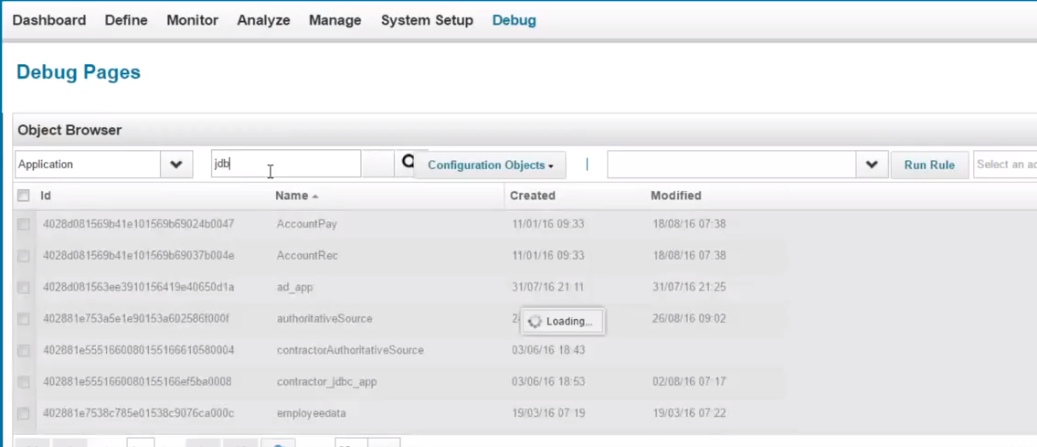 Dashboard Define Monitor Analyze Manage System Setup Debug
Debug Pages
Object Browser
Application jdb Configuration Objects | Run Rule Select an ac
Id Name Created Modified
4028d081569b41e101569b69024b0047 AccountPay 11/01/16 09:33 18/08/16 07:38
4028d081569b41e101569b69037b004e AccountRec 11/01/16 09:33 18/08/16 07:38
4028d081563ee3910156419e40650d1a ad_app 31/07/16 21:11 31/07/16 21:25
402881e753a5e1e90153a602586f000f authoritativeSource 2 Loading... 26/08/16 09:02
402881e5551660080155166610580004 contractorAuthoritativeSource 03/06/16 18:43
402881e5551660080155166ef5ba0008 contractor_jdbc_app 03/06/16 18:53 02/08/16 07:17
402881e7538c785e01538c9076ca000c employeedata 19/03/16 07:19 19/03/16 07:22